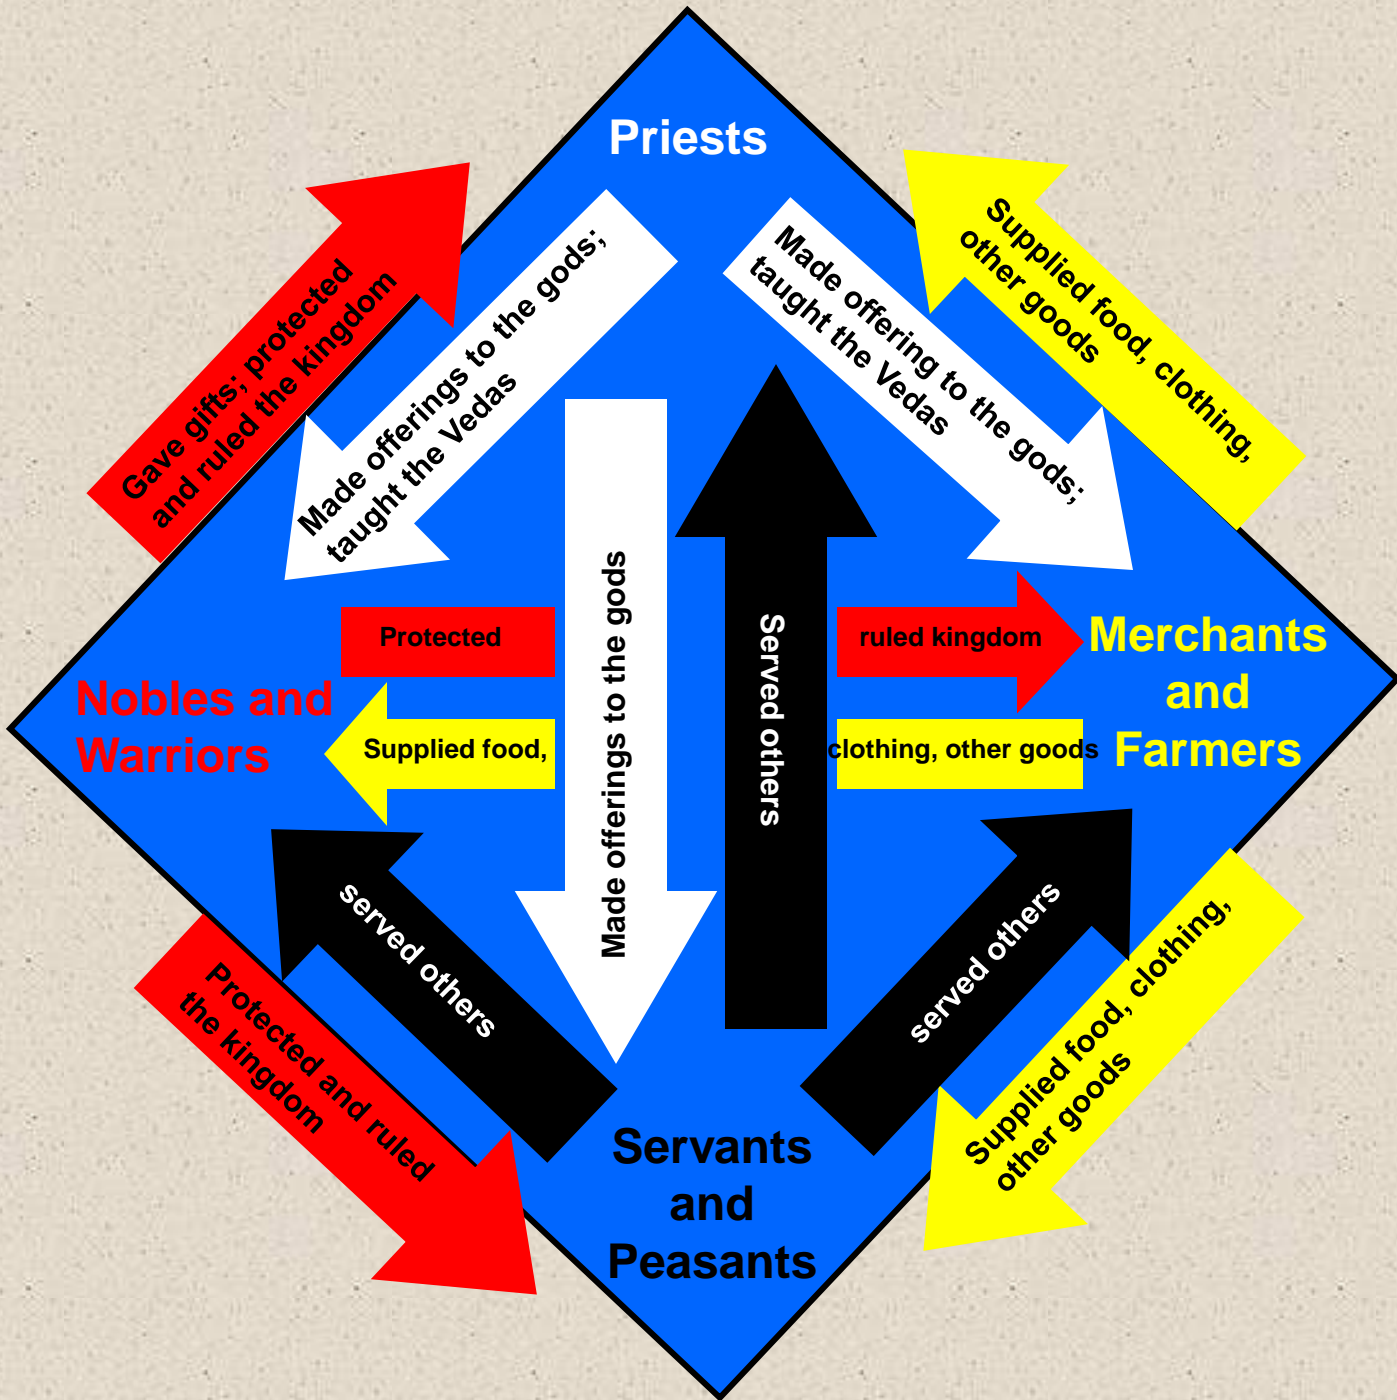 Priests
Gave gifts; protected
and ruled the kingdom
Made offerings to the gods;
taught the Vedas
Made offering to the gods;
taught the Vedas
Supplied food, clothing,
other goods
Made offerings to the gods
Served others
Protected
ruled kingdom
Nobles and
Warriors
Merchants
and
Farmers
Supplied food,
clothing, other goods
served others
served others
Protected and ruled
the kingdom
Supplied food, clothing,
other goods
Servants
and
Peasants